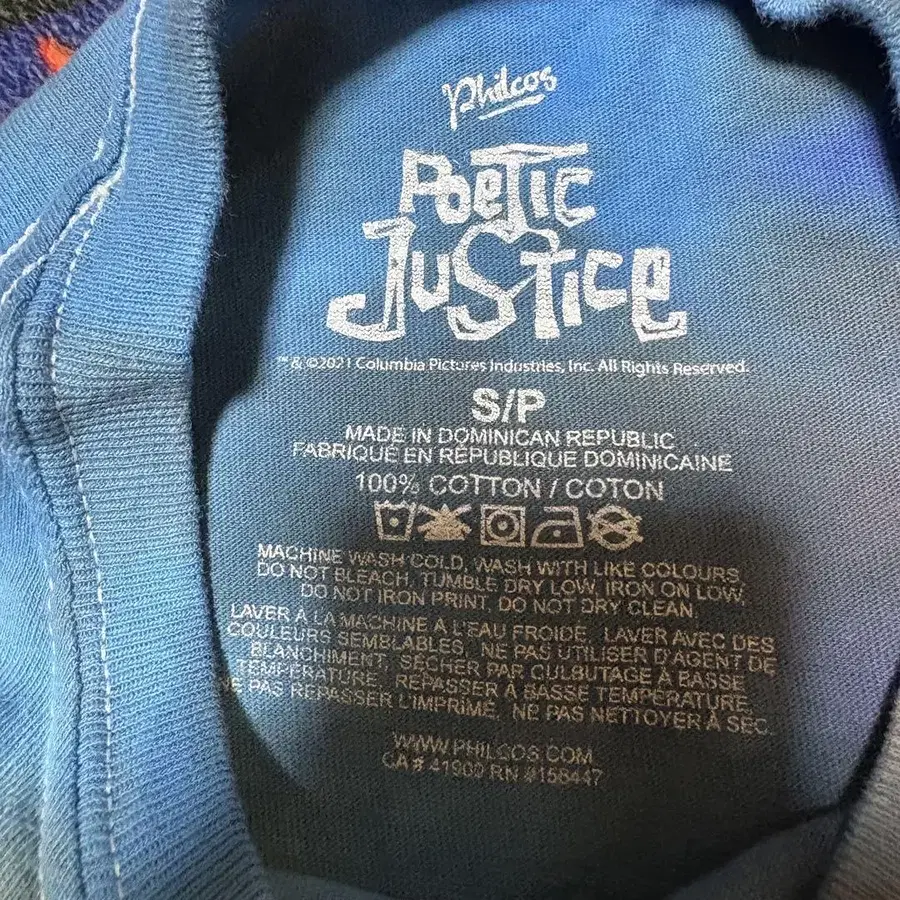 Philcos
Poetic
Justice
™ & ©2021 Columbia Pictures Industries, Inc. All Rights Reserved.
S/P
MADE IN DOMINICAN REPUBLIC
FABRIQUÉ EN RÉPUBLIQUE DOMINICAINE
100% COTTON / COTON
MACHINE WASH COLD, WASH WITH LIKE COLOURS,
DO NOT BLEACH, TUMBLE DRY LOW, IRON ON LOW,
DO NOT IRON PRINT, DO NOT DRY CLEAN,
LAVER À LA MACHINE À L'EAU FROIDE, LAVER AVEC DES
COULEURS SEMBLABLES, NE PAS UTILISER D'AGENT DE
BLANCHIMENT, SÉCHER PAR CULBUTAGE À BASSE
TEMPÉRATURE, REPASSER À BASSE TEMPÉRATURE,
NE PAS REPASSER L'IMPRIMÉ, NE PAS NETTOYER À SEC.
WWW.PHILCOS.COM
CA# 41900 RN #158447